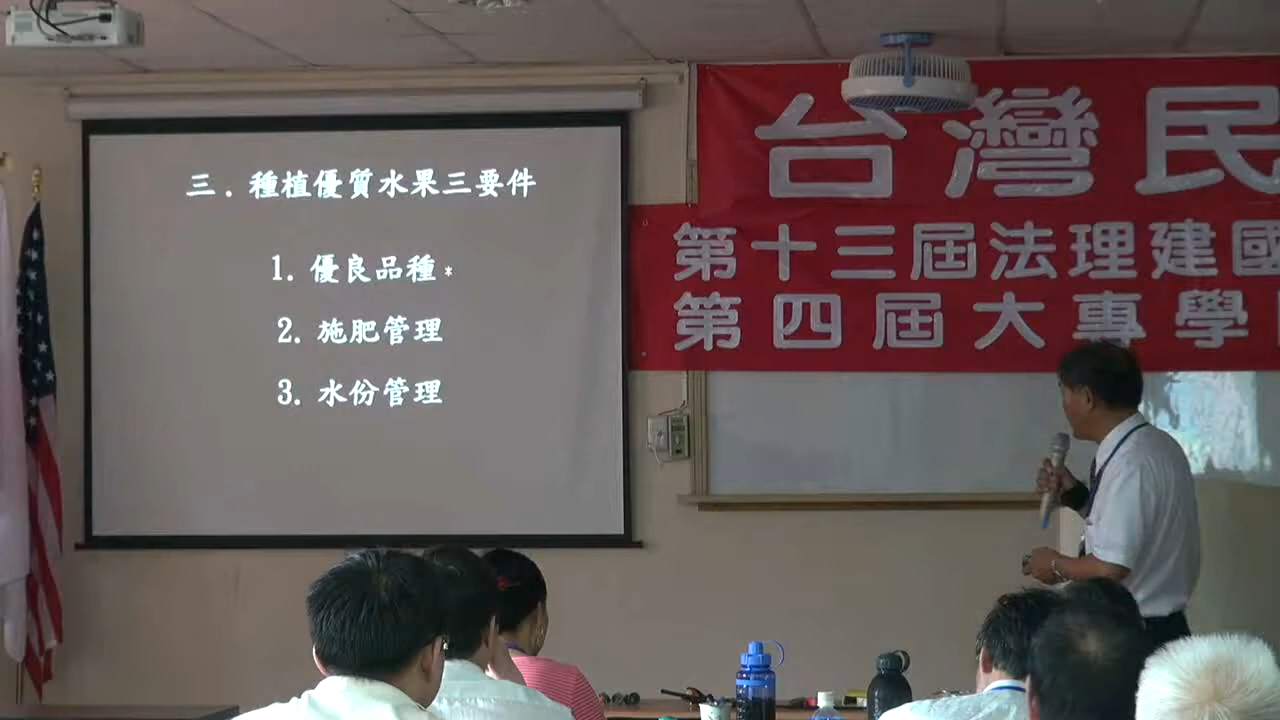 三. 種植優質水果三要件
1. 優良品種*
2. 施肥管理
3. 水份管理
台灣民
第十三屆法理建國
第四屆大專學